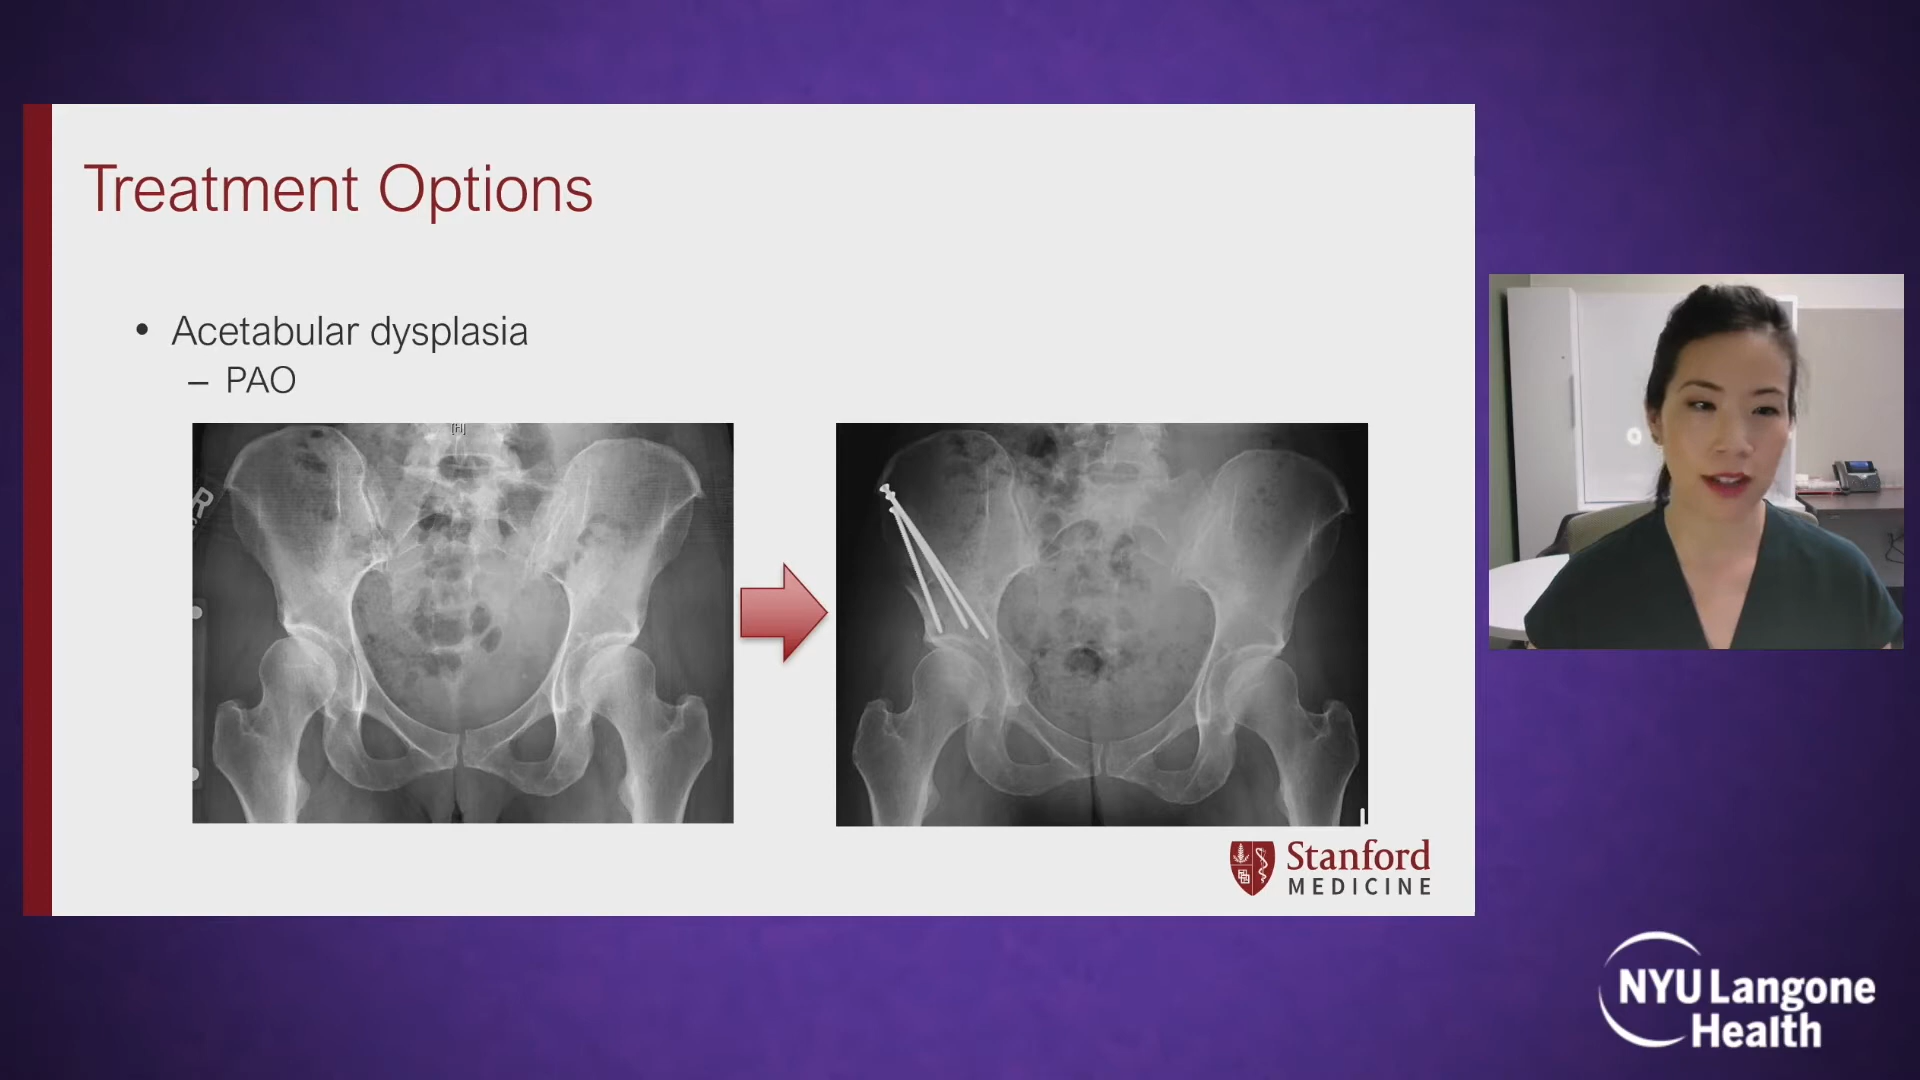 Treatment Options
• Acetabular dysplasia
– PAO
[H]
R
L
Stanford
MEDICINE
NYU Langone
Health